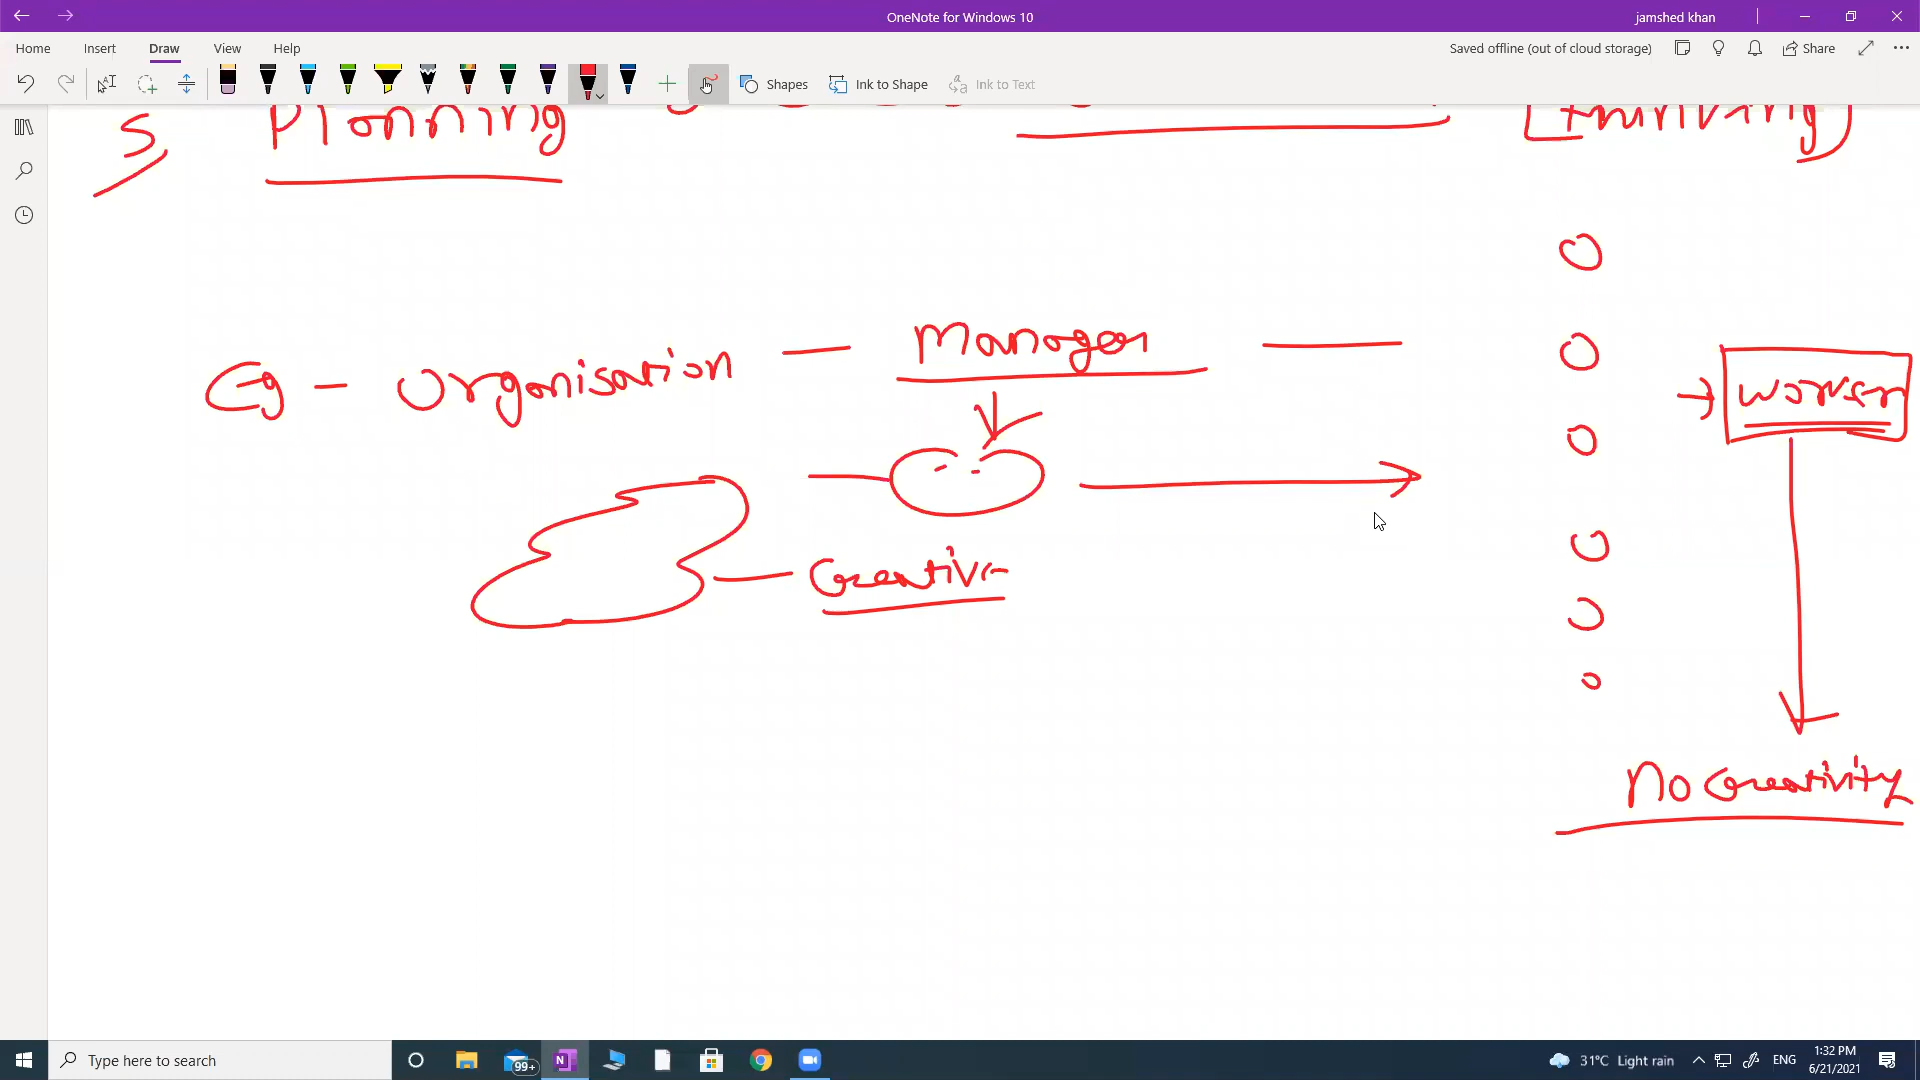 OneNote for Windows 10
jamshed khan
Home Insert Draw View Help
Saved offline (out of cloud storage)
Share
Shapes
Ink to Shape
Ink to Text
5 Planning
Eg - Organisation - Manager -
worker
Creative
No Creativity
Type here to search
99+
31°C Light rain
ENG
1:32 PM
6/21/2021